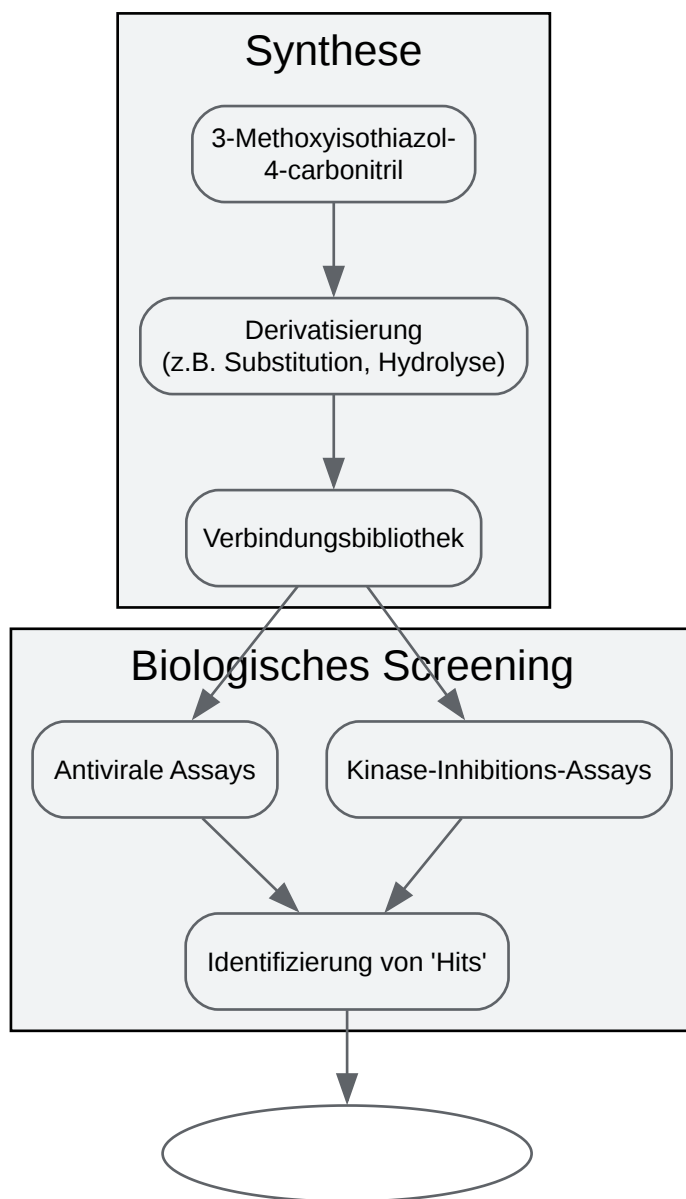 Synthese
3-Methoxyisothiazol-
4-carbonitril
Derivatisierung
(z.B. Substitution, Hydrolyse)
Verbindungsbibliothek
Biologisches Screening
Antivirale Assays
Kinase-Inhibitions-Assays
Identifizierung von 'Hits'